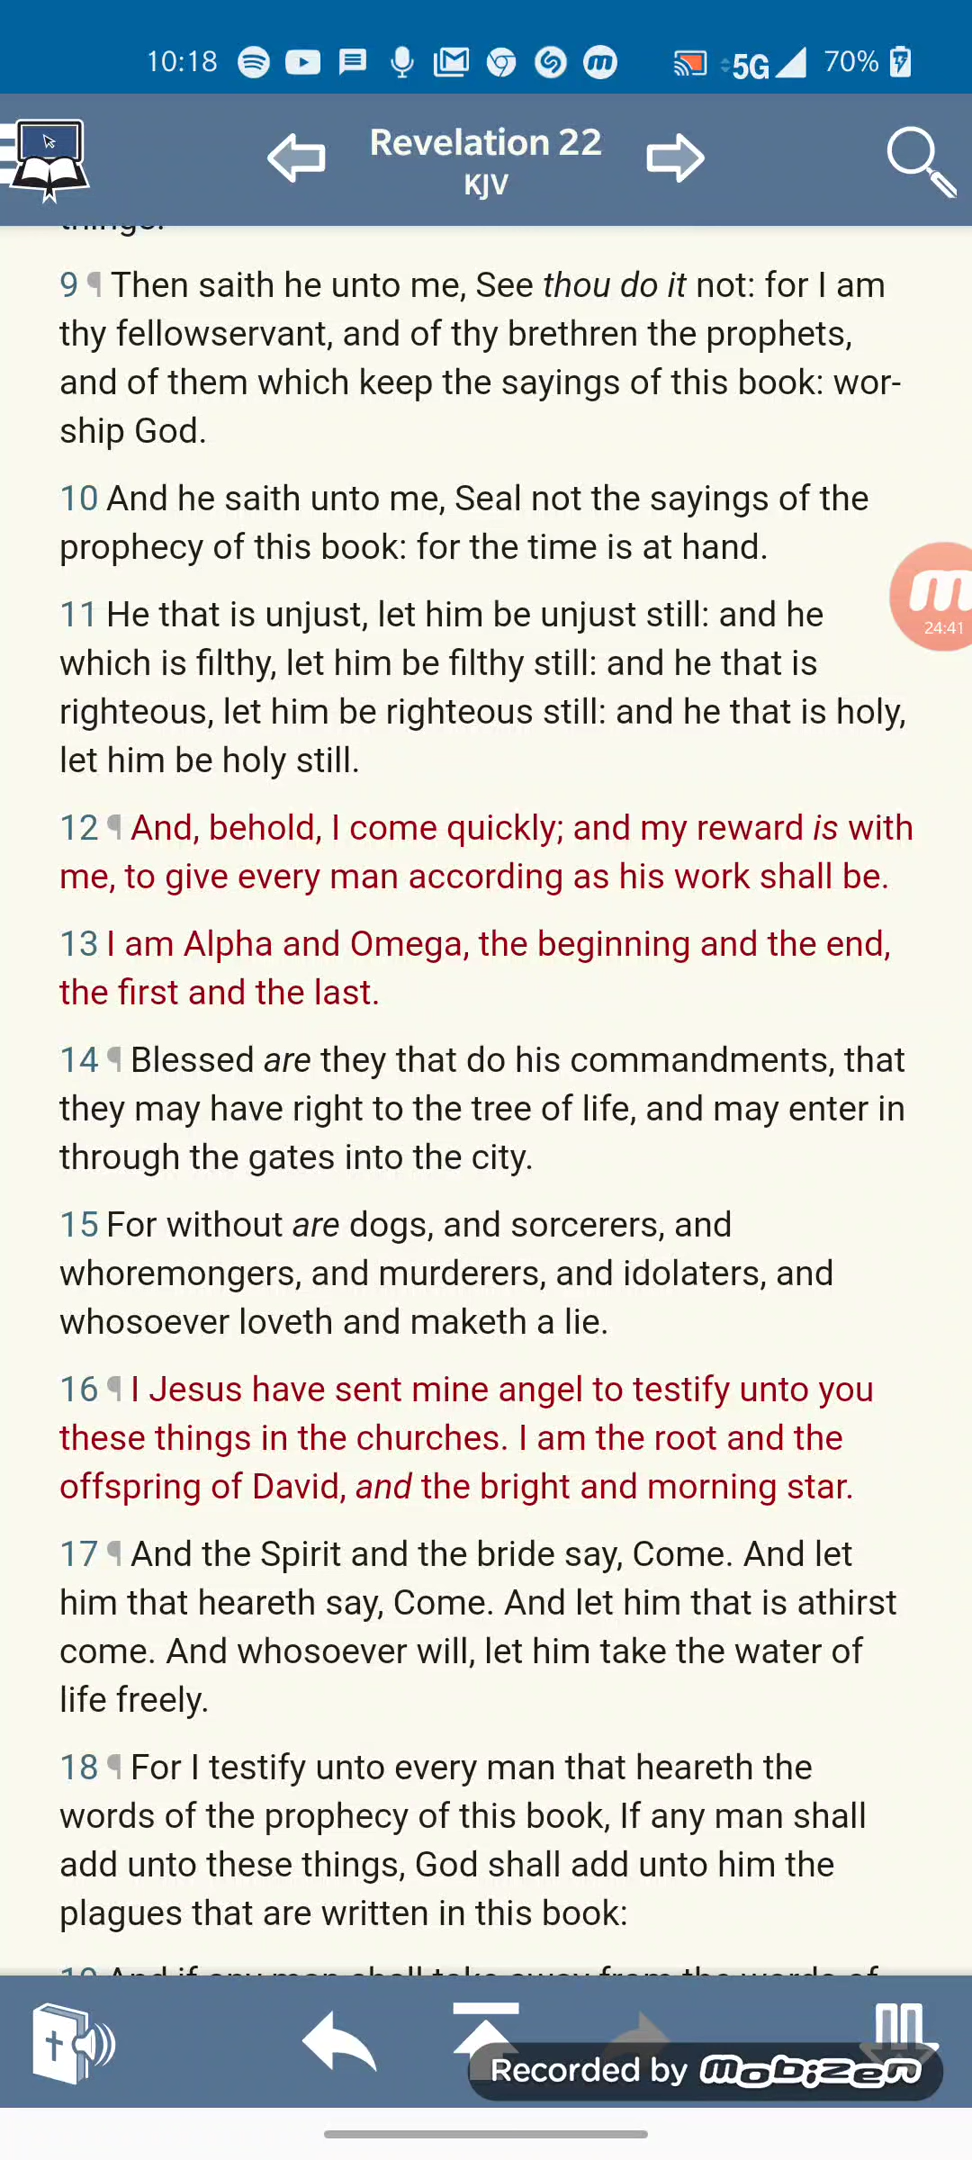 10:18 5G 70%
Revelation 22
KJV
things.
9 ¶ Then saith he unto me, See thou do it not: for I am
thy fellowservant, and of thy brethren the prophets,
and of them which keep the sayings of this book: wor-
ship God.
10 And he saith unto me, Seal not the sayings of the
prophecy of this book: for the time is at hand.
11 He that is unjust, let him be unjust still: and he
which is filthy, let him be filthy still: and he that is
righteous, let him be righteous still: and he that is holy,
let him be holy still.
12 ¶ And, behold, I come quickly; and my reward is with
me, to give every man according as his work shall be.
13 I am Alpha and Omega, the beginning and the end,
the first and the last.
14 ¶ Blessed are they that do his commandments, that
they may have right to the tree of life, and may enter in
through the gates into the city.
15 For without are dogs, and sorcerers, and
whoremongers, and murderers, and idolaters, and
whosoever loveth and maketh a lie.
16 ¶ I Jesus have sent mine angel to testify unto you
these things in the churches. I am the root and the
offspring of David, and the bright and morning star.
17 ¶ And the Spirit and the bride say, Come. And let
him that heareth say, Come. And let him that is athirst
come. And whosoever will, let him take the water of
life freely.
18 ¶ For I testify unto every man that heareth the
words of the prophecy of this book, If any man shall
add unto these things, God shall add unto him the
plagues that are written in this book:
19 And if any man shall take away from the words of
m
24:41
Recorded by mobizen